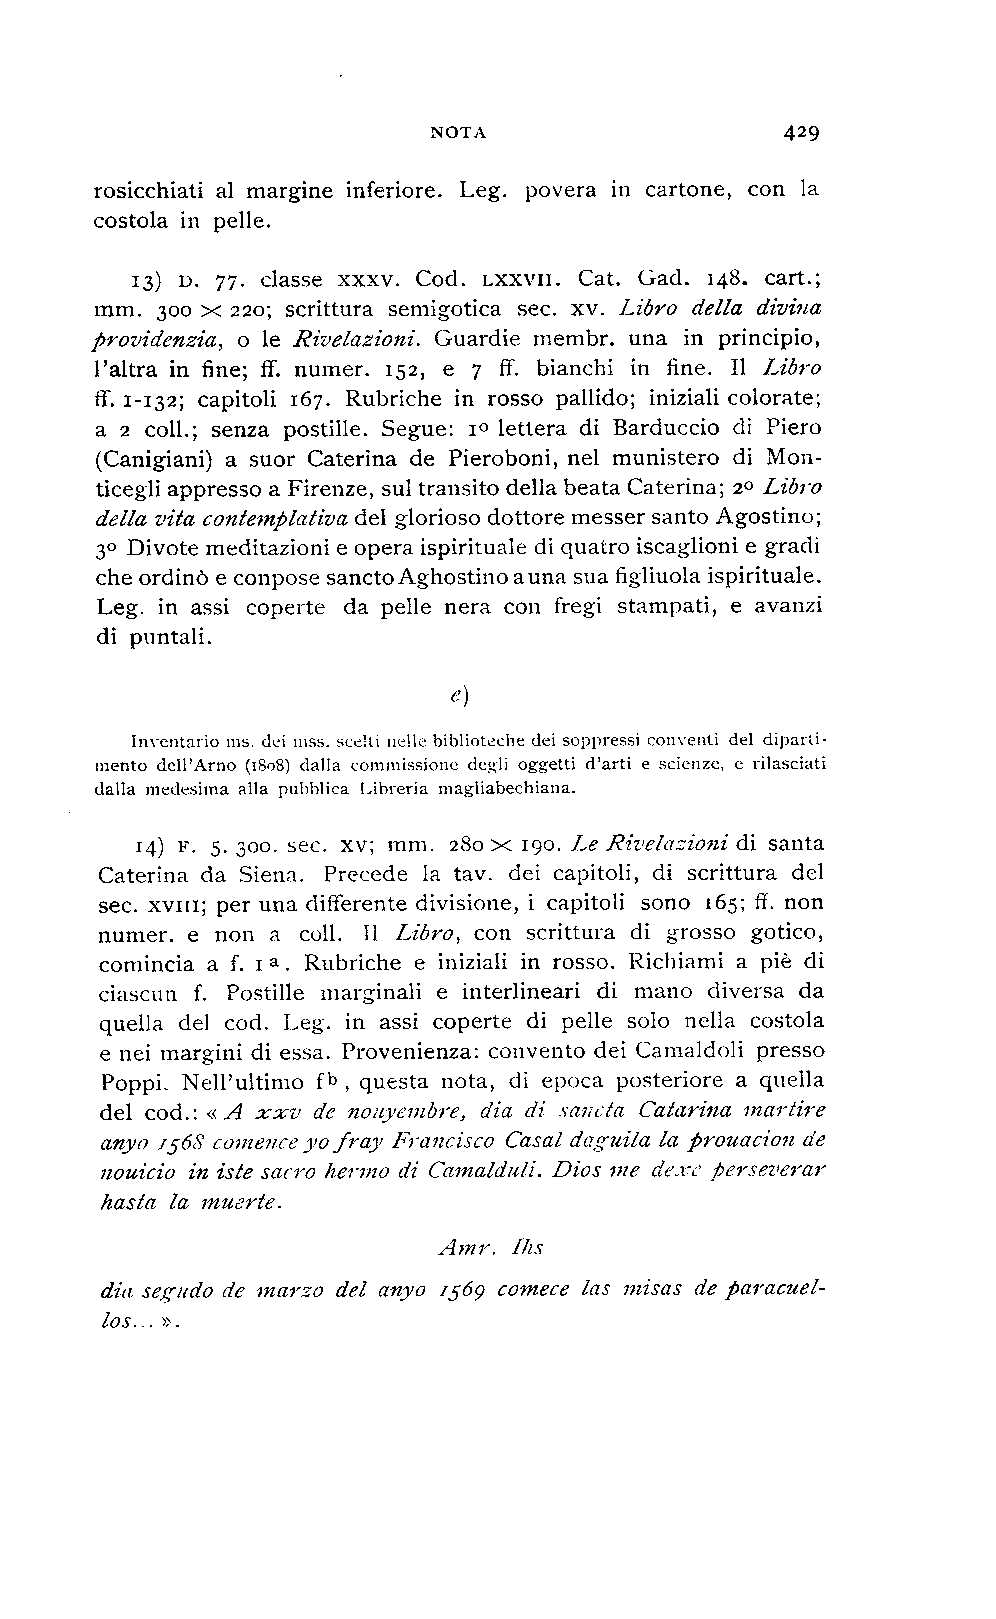 NOTA 429
rosicchiati al margine inferiore. Leg. povera in cartone, con la
costola in pelle.
13) D. 77. classe XXXV. Cod. LXXVII. Cat. Gad. 148. cart.;
mm. 300 × 220; scrittura semigotica sec. XV. Libro della divina
providenzia, o le Rivelazioni. Guardie membr. una in principio,
l'altra in fine; ff. numer. 152, e 7 ff. bianchi in fine. Il Libro
ff. 1-132; capitoli 167. Rubriche in rosso pallido; iniziali colorate;
a 2 coll.; senza postille. Segue: 1º lettera di Barduccio di Piero
(Canigiani) a suor Caterina de Pieroboni, nel munistero di Mon-
ticegli appresso a Firenze, sul transito della beata Caterina; 2º Libro
della vita contemplativa del glorioso dottore messer santo Agostino;
3º Divote meditazioni e opera ispirituale di quatro iscaglioni e gradi
che ordinò e conpose sancto Aghostino a una sua figliuola ispirituale.
Leg. in assi coperte da pelle nera con fregi stampati, e avanzi
di puntali.
e)
Inventario ms. dei mss. scelti nelle biblioteche dei soppressi conventi del diparti-
mento dell'Arno (1808) dalla commissione degli oggetti d'arti e scienze, e rilasciati
dalla medesima alla pubblica Libreria magliabechiana.
14) F. 5. 300. sec. XV; mm. 280 × 190. Le Rivelazioni di santa
Caterina da Siena. Precede la tav. dei capitoli, di scrittura del
sec. XVIII; per una differente divisione, i capitoli sono 165; ff. non
numer. e non a coll. Il Libro, con scrittura di grosso gotico,
comincia a f. 1ª. Rubriche e iniziali in rosso. Richiami a piè di
ciascun f. Postille marginali e interlineari di mano diversa da
quella del cod. Leg. in assi coperte di pelle solo nella costola
e nei margini di essa. Provenienza: convento dei Camaldoli presso
Poppi. Nell'ultimo fᵇ, questa nota, di epoca posteriore a quella
del cod.: « A xxv de nouyembre, dia di sancta Catarina martire
anyo 1568 comence yo fray Francisco Casal daguila la prouacion de
nouicio in iste sacro hermo di Camalduli. Dios me dexe perseverar
hasta la muerte.
Amr. Ihs
dia segudo de marzo del anyo 1569 comece las misas de paracuel-
los... ».